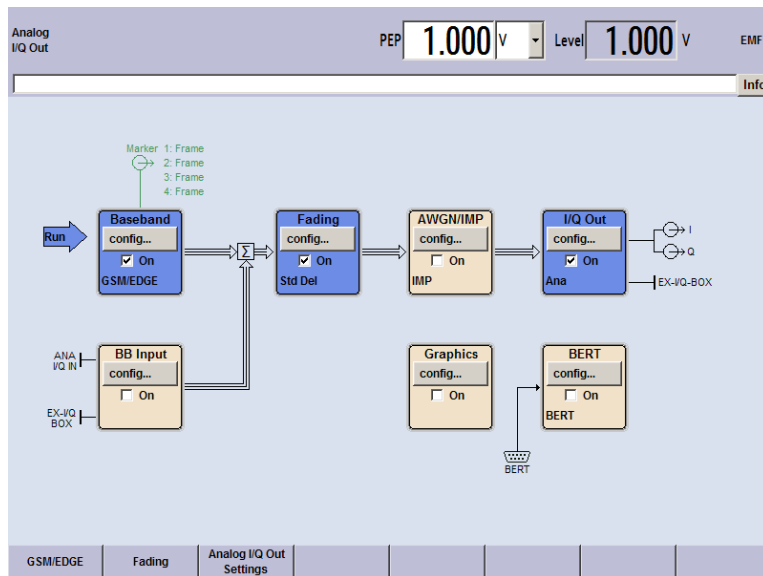 Analog
I/Q Out
PEP 1.000 V Level 1.000 V EMF
Info
Marker 1: Frame
2: Frame
3: Frame
4: Frame
Run
Baseband
config...
On
GSM/EDGE
Σ
Fading
config...
On
Std Del
AWGN/IMP
config...
On
IMP
I/Q Out
config...
On
Ana
I
Q
EX-I/Q-BOX
ANA
I/Q IN
EX-I/Q
BOX
BB Input
config...
On
Graphics
config...
On
BERT
config...
On
BERT
BERT
GSM/EDGE
Fading
Analog I/Q Out
Settings